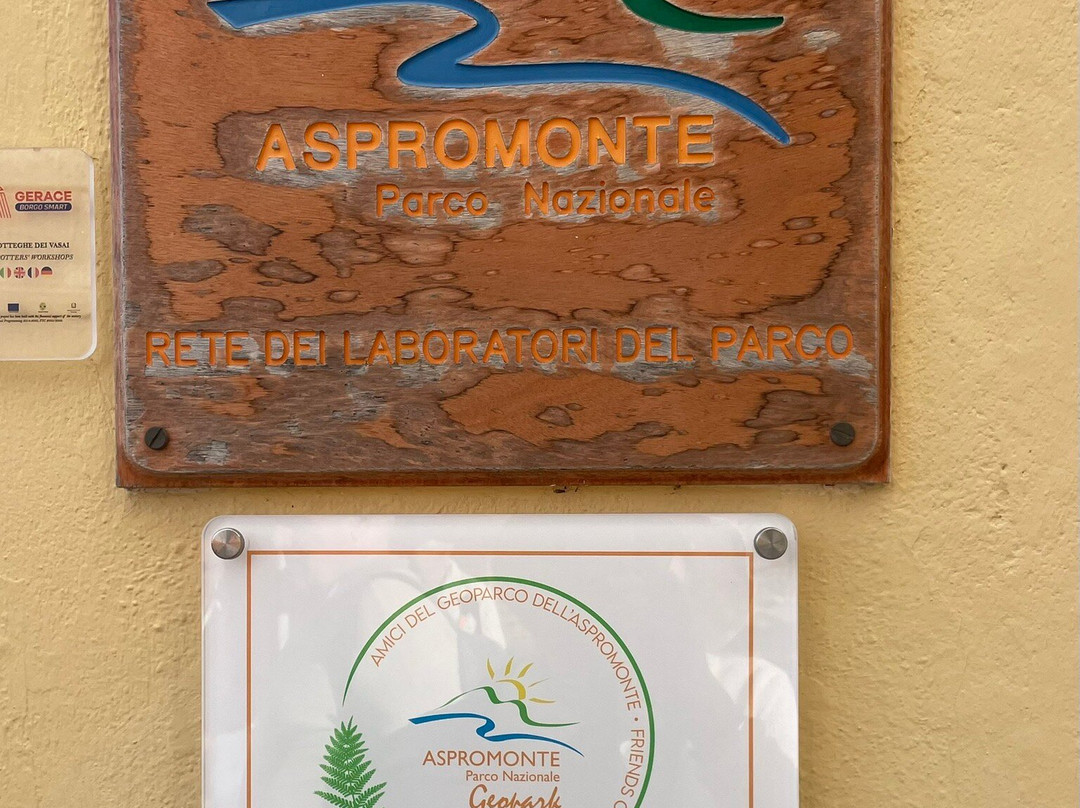 ASPROMONTE
Parco Nazionale
RETE DEI LABORATORI DEL PARCO
GERACE
BORGO SMART
OTTEGHE DEI VASAI
OTTERS' WORKSHOPS
AMICI DEL GEOPARCO DELL'ASPROMONTE • FRIENDS O
ASPROMONTE
Parco Nazionale
Geopark